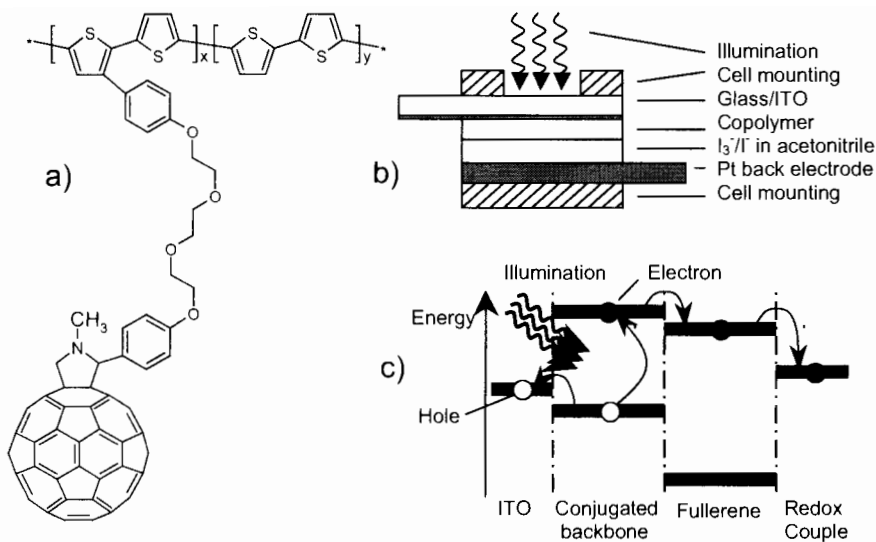 * S S x S S y *
O
a)
O
O
O
CH₃
N
Illumination
Cell mounting
Glass/ITO
Copolymer
I₃⁻/I⁻ in acetonitrile
Pt back electrode
Cell mounting
b)
Illumination
Electron
Energy
c)
Hole
ITO
Conjugated
backbone
Fullerene
Redox
Couple